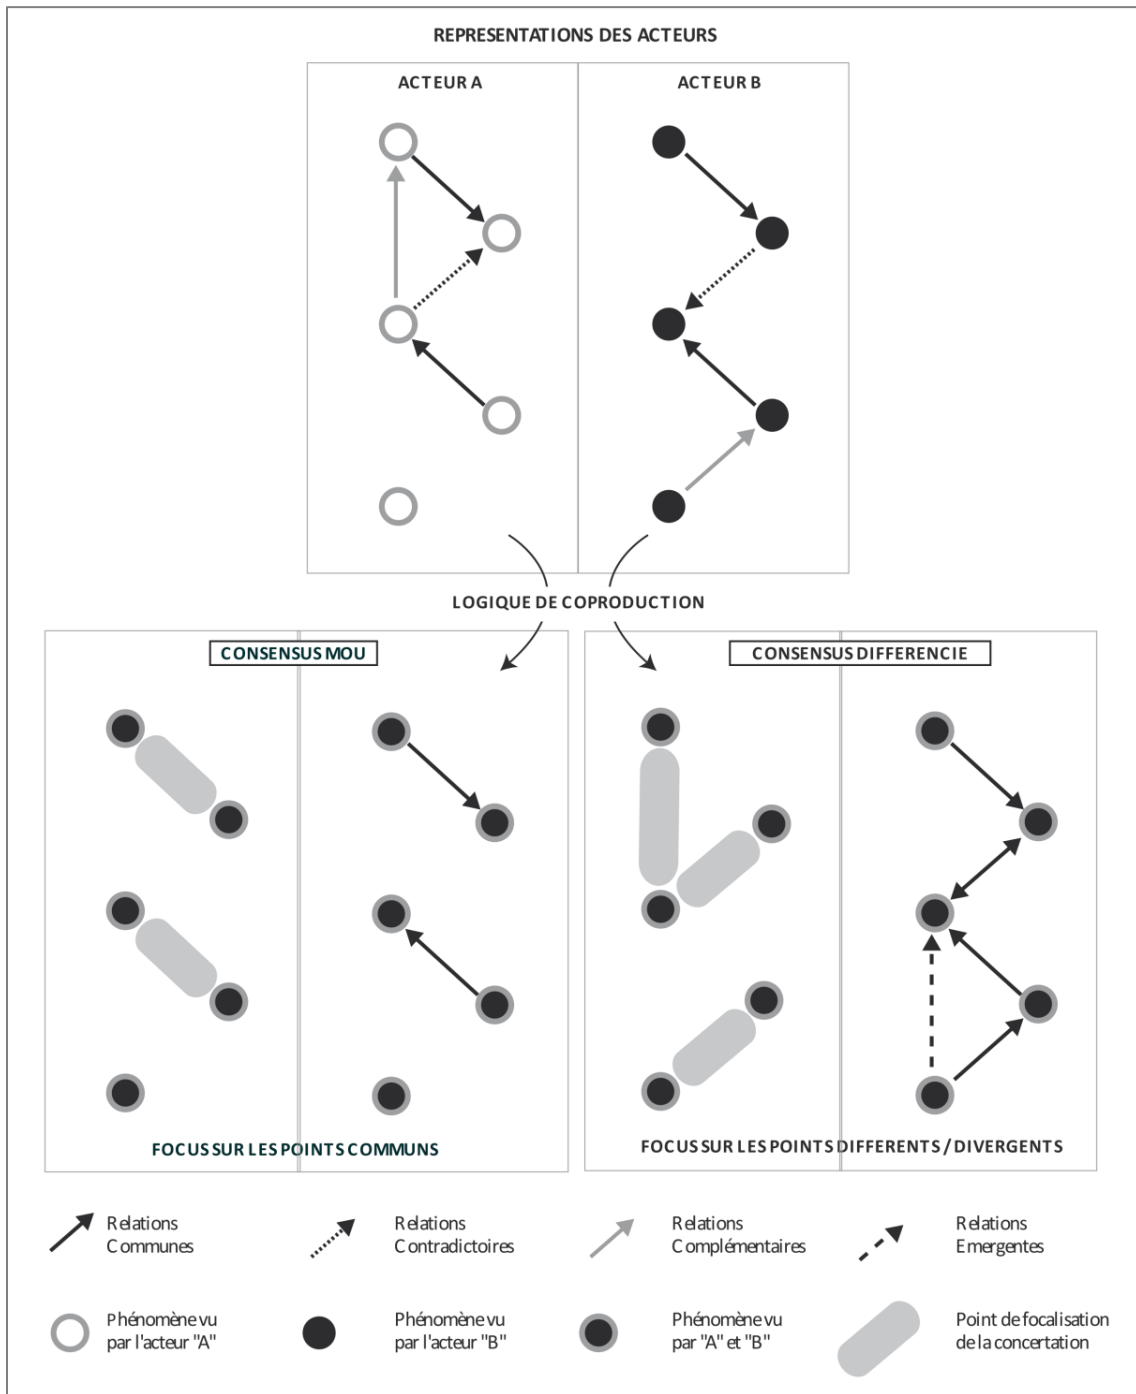 REPRESENTATIONS DES ACTEURS
ACTEUR A
ACTEUR B
LOGIQUE DE COPRODUCTION
CONSENSUS MOU
CONSENSUS DIFFERENCIE
FOCUS SUR LES POINTS COMMUNS
FOCUS SUR LES POINTS DIFFERENTS / DIVERGENTS
Relations
Communes
Relations
Contradictoires
Relations
Complémentaires
Relations
Emergentes
Phénomène vu
par l'acteur "A"
Phénomène vu
par l'acteur "B"
Phénomène vu
par "A" et "B"
Point de focalisation
de la concertation